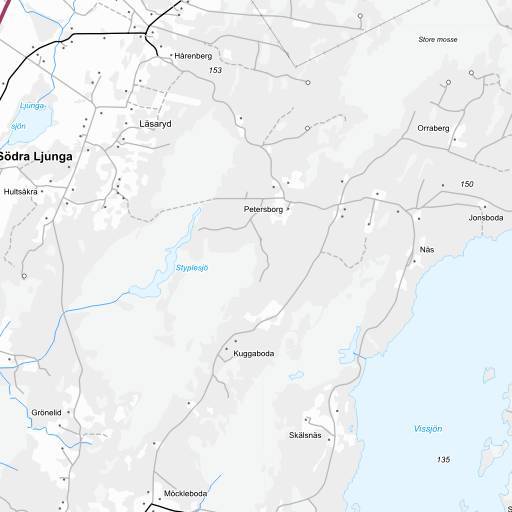 Store mosse
Hårenberg
153
Ljunga-
sjön
Läsaryd
Orraberg
Södra Ljunga
Hultsåkra
150
Petersborg
Jonsboda
Näs
Styplesjö
Kuggaboda
Grönelid
Vissjön
Skälsnäs
135
Möckleboda
S